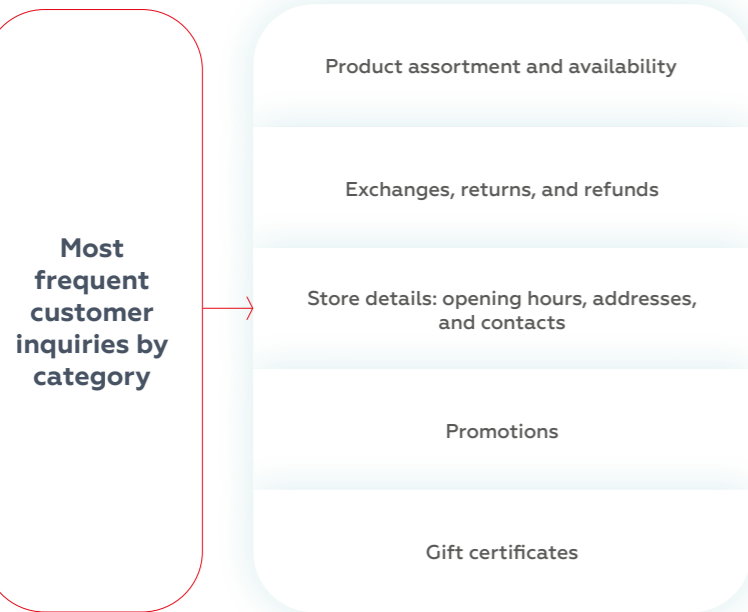 Most
frequent
customer
inquiries by
category
Product assortment and availability
Exchanges, returns, and refunds
Store details: opening hours, addresses,
and contacts
Promotions
Gift certificates